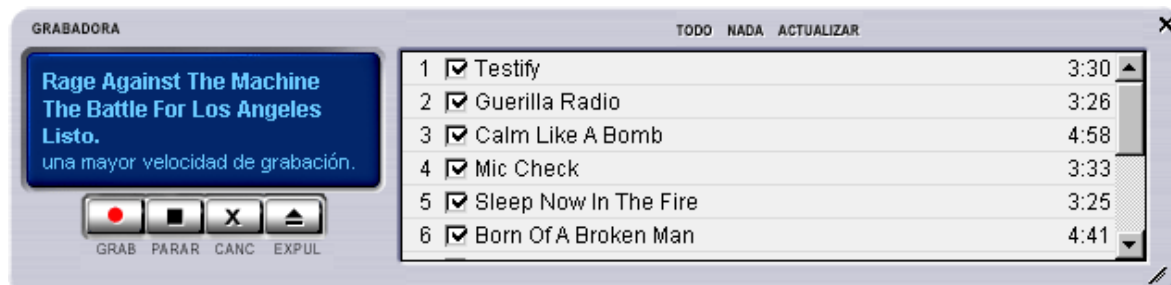 GRABADORA
TODO NADA ACTUALIZAR
Rage Against The Machine
The Battle For Los Angeles
Listo.
una mayor velocidad de grabación.
GRAB PARAR CANC EXPUL
1 Testify 3:30
2 Guerilla Radio 3:26
3 Calm Like A Bomb 4:58
4 Mic Check 3:33
5 Sleep Now In The Fire 3:25
6 Born Of A Broken Man 4:41